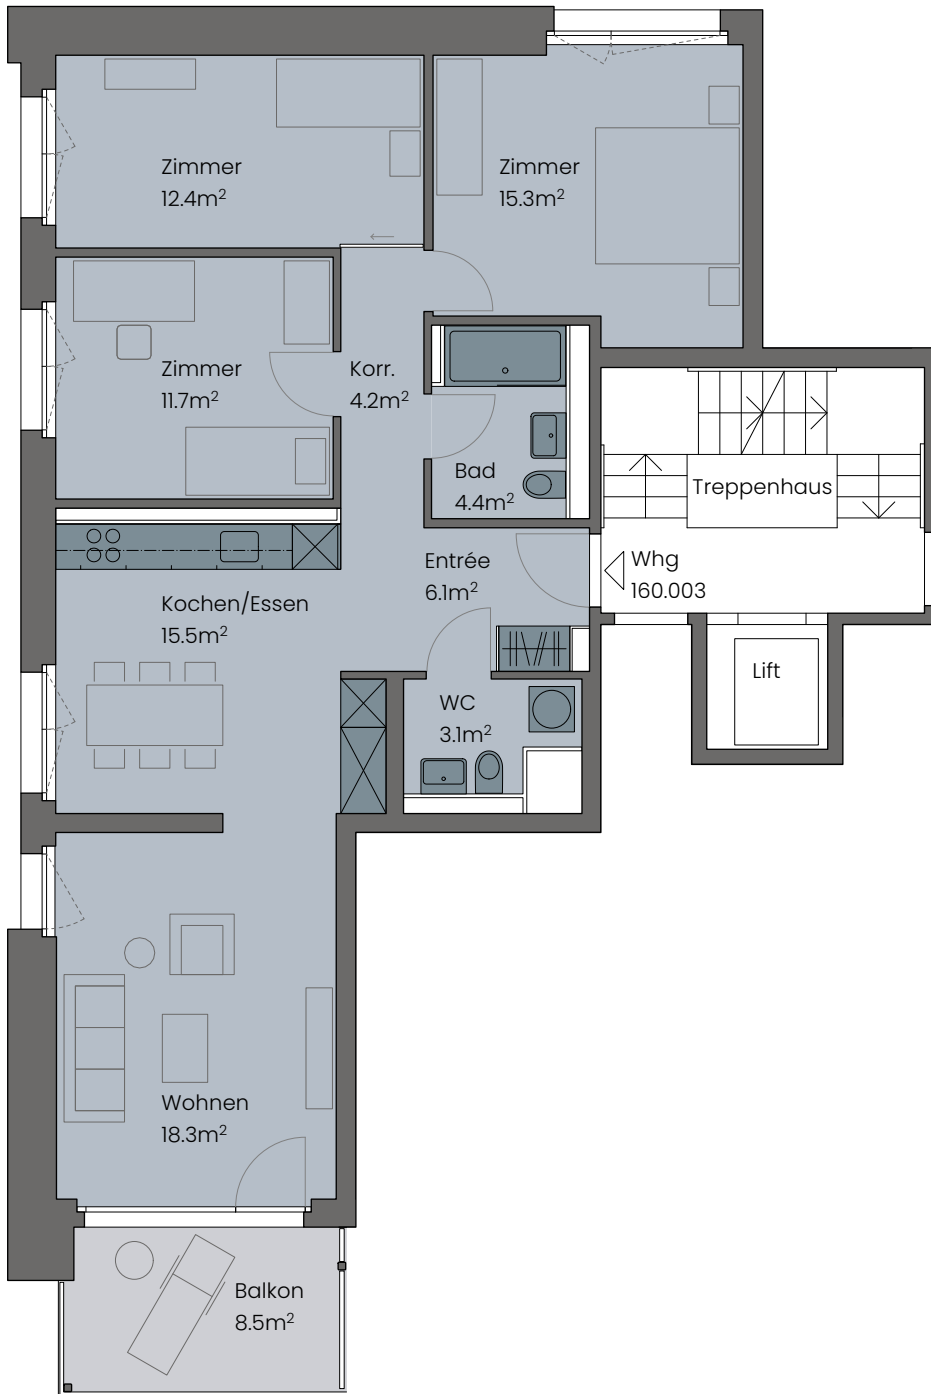 Zimmer
12.4m²
Zimmer
15.3m²
Zimmer
11.7m²
Korr.
4.2m²
Bad
4.4m²
Treppenhaus
Entrée
6.1m²
Whg
160.003
Kochen/Essen
15.5m²
WC
3.1m²
Lift
Wohnen
18.3m²
Balkon
8.5m²